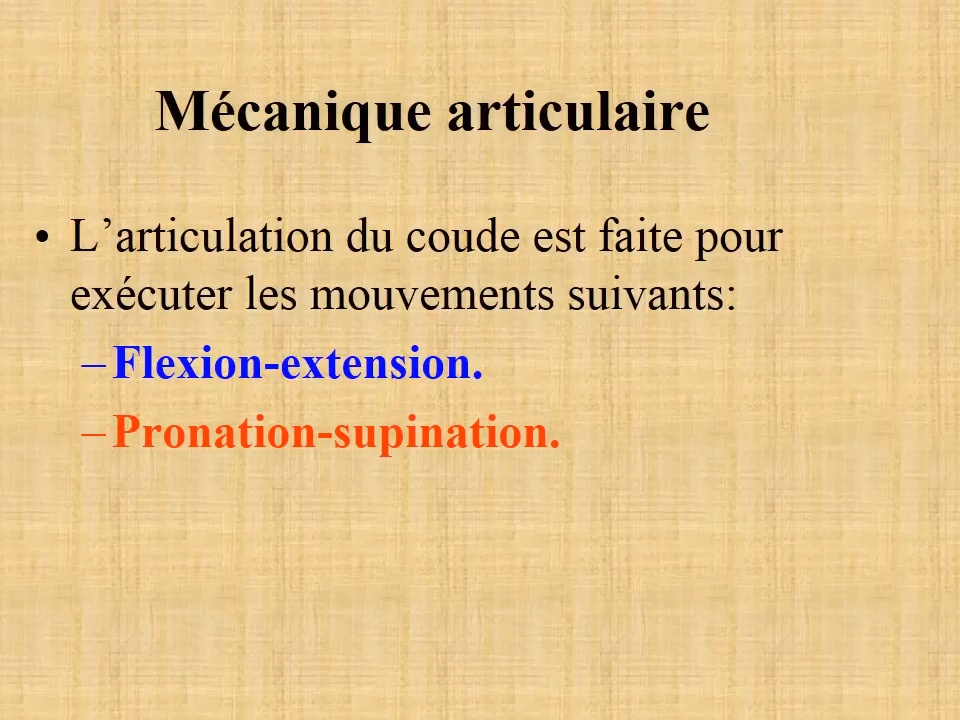 Mécanique articulaire
• L’articulation du coude est faite pour
exécuter les mouvements suivants:
–Flexion-extension.
–Pronation-supination.